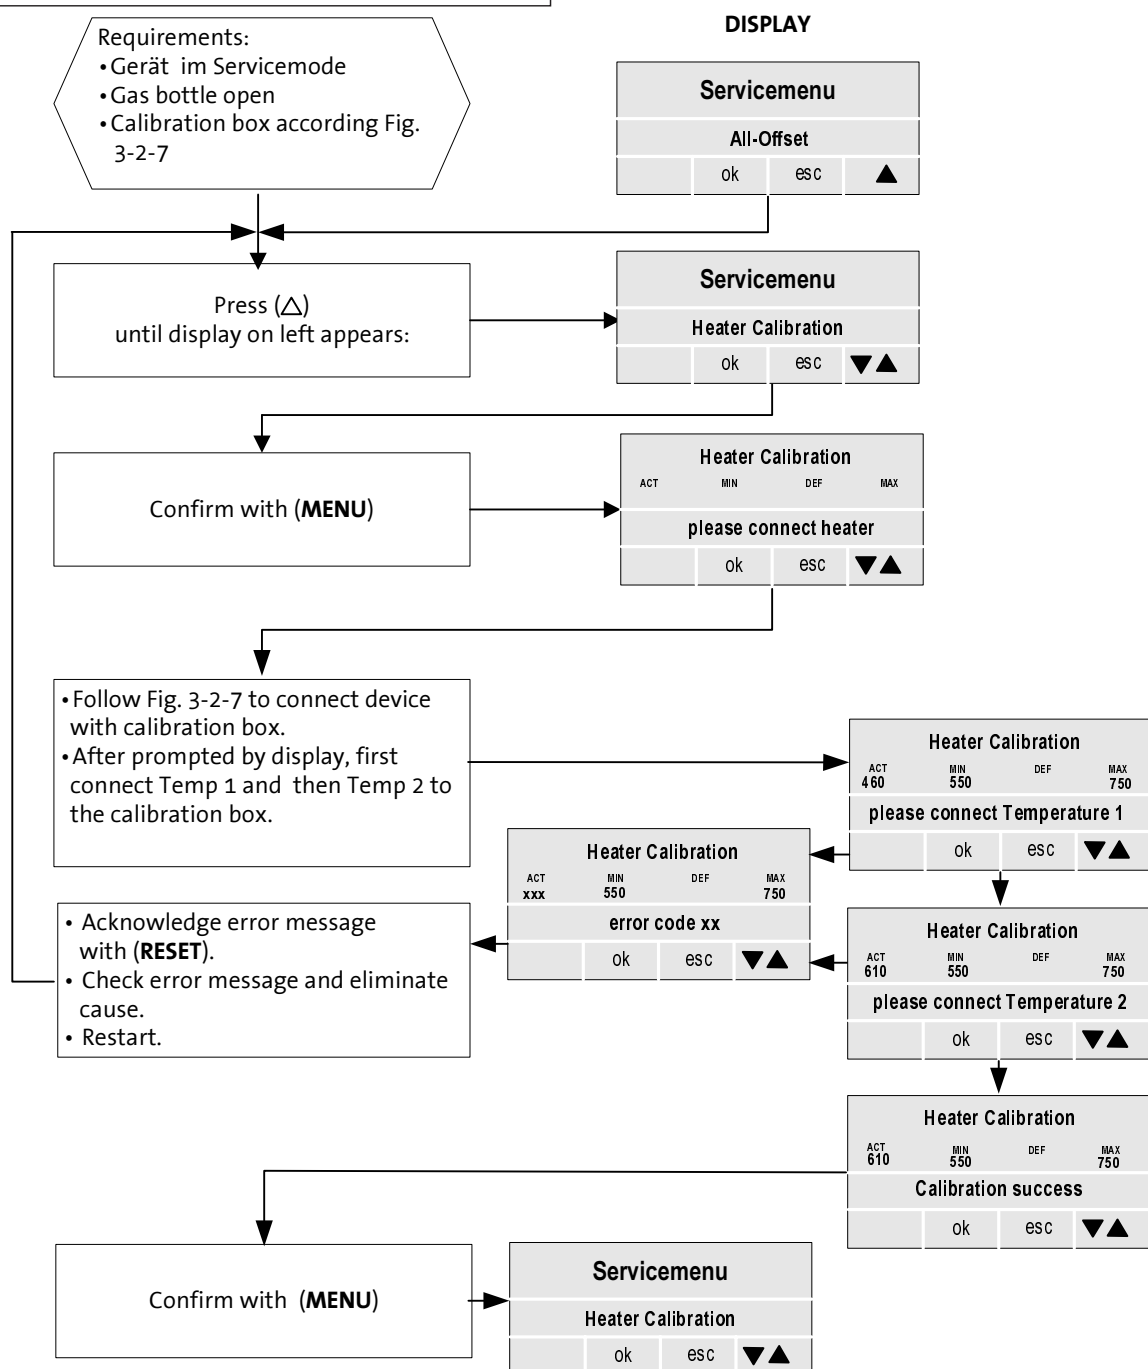 DISPLAY
Requirements:
• Gerät im Servicemode
• Gas bottle open
• Calibration box according Fig.
3-2-7
Servicemenu
All-Offset
ok esc ▲
Press (△)
until display on left appears:
Servicemenu
Heater Calibration
ok esc ▼▲
Confirm with (MENU)
Heater Calibration
ACT MIN DEF MAX
please connect heater
ok esc ▼▲
• Follow Fig. 3-2-7 to connect device
with calibration box.
• After prompted by display, first
connect Temp 1 and then Temp 2 to
the calibration box.
Heater Calibration
ACT MIN DEF MAX
460 550 750
please connect Temperature 1
ok esc ▼▲
Heater Calibration
ACT MIN DEF MAX
xxx 550 750
error code xx
ok esc ▼▲
• Acknowledge error message
with (RESET).
• Check error message and eliminate
cause.
• Restart.
Heater Calibration
ACT MIN DEF MAX
610 550 750
please connect Temperature 2
ok esc ▼▲
Heater Calibration
ACT MIN DEF MAX
610 550 750
Calibration success
ok esc ▼▲
Confirm with (MENU)
Servicemenu
Heater Calibration
ok esc ▼▲